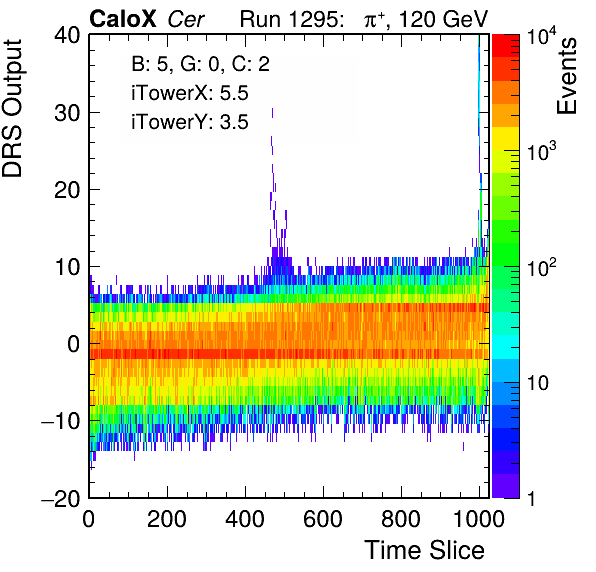 CaloX Cer Run 1295: π⁺, 120 GeV
DRS Output
Events
B: 5, G: 0, C: 2
iTowerX: 5.5
iTowerY: 3.5
40
30
20
10
0
−10
−20
0 200 400 600 800 1000
Time Slice
10⁴
10³
10²
10
1